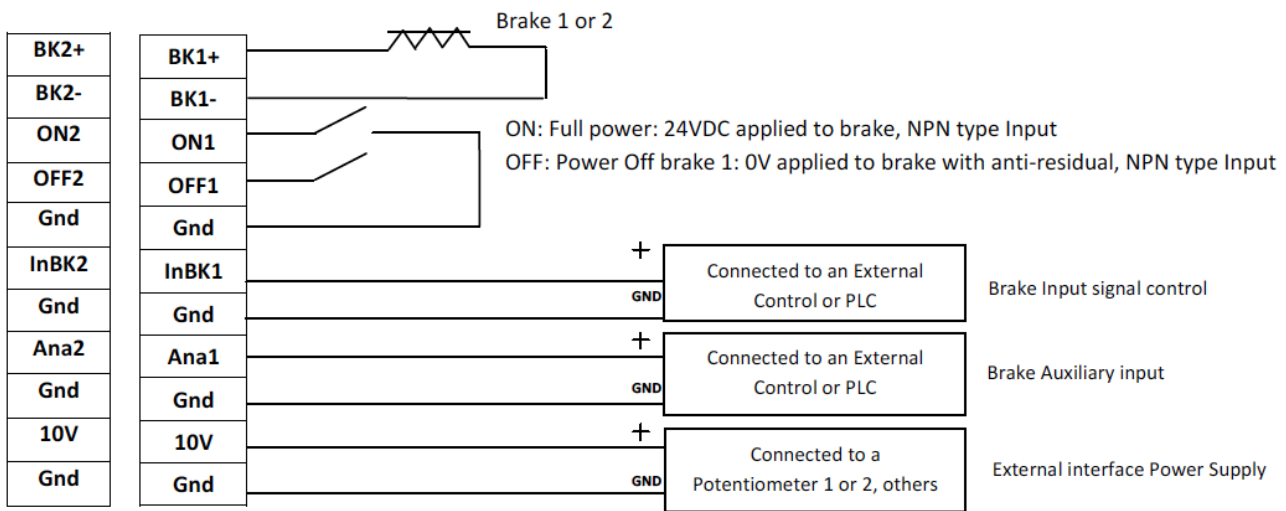 Brake 1 or 2
BK2+
BK1+
BK2-
BK1-
ON2
ON1
ON: Full power: 24VDC applied to brake, NPN type Input
OFF2
OFF1
OFF: Power Off brake 1: 0V applied to brake with anti-residual, NPN type Input
Gnd
Gnd
InBK2
InBK1
+
Connected to an External
Control or PLC
GND
Brake Input signal control
Gnd
Gnd
Ana2
Ana1
+
Connected to an External
Control or PLC
GND
Brake Auxiliary input
Gnd
Gnd
10V
10V
+
Connected to a
Potentiometer 1 or 2, others
GND
External interface Power Supply
Gnd
Gnd